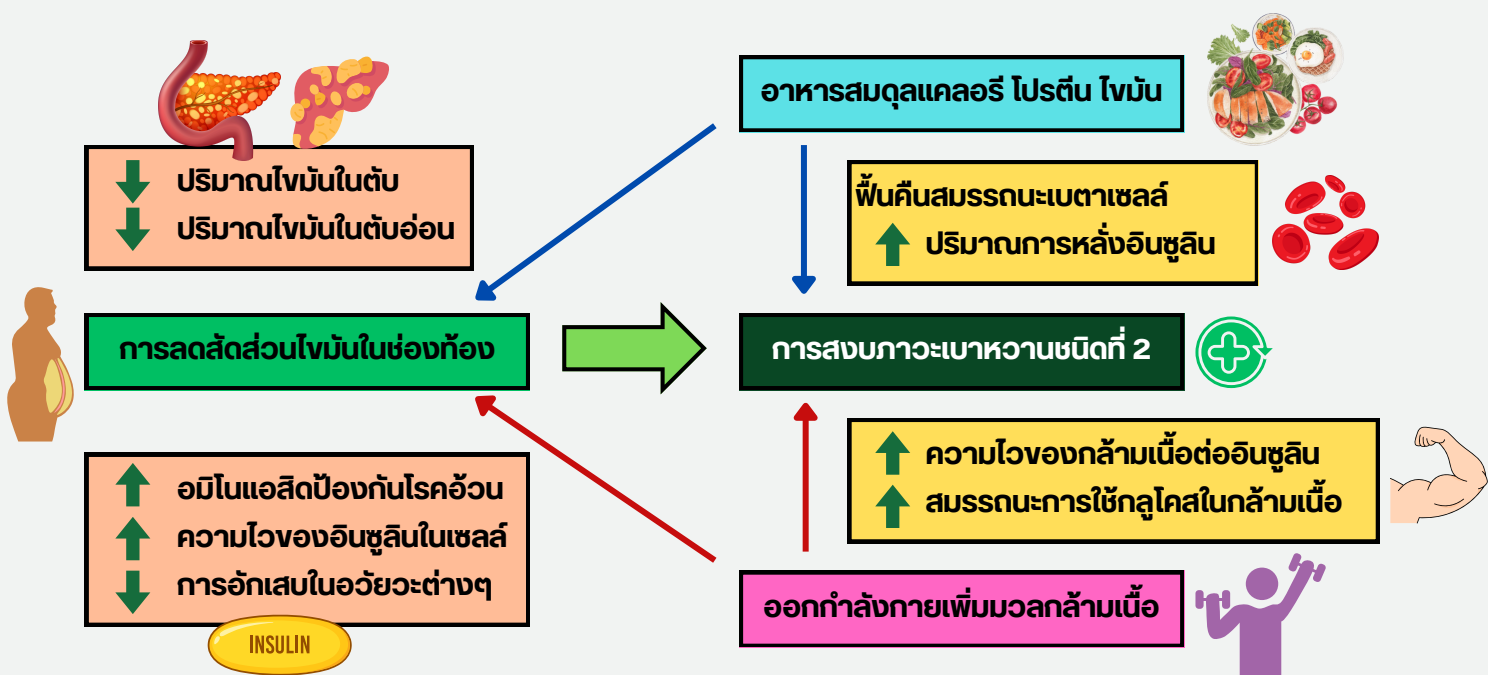 อาหารสมดุลแคลอรี โปรตีน ไขมัน
ปริมาณไขมันในตับ
ปริมาณไขมันในตับอ่อน
ฟื้นคืนสมรรถนะเบตาเซลล์
ปริมาณการหลั่งอินซูลิน
การลดสัดส่วนไขมันในช่องท้อง
การสงบภาวะเบาหวานชนิดที่ 2
อมิโนแอสิดป้องกันโรคอ้วน
ความไวของอินซูลินในเซลล์
การอักเสบในอวัยวะต่างๆ
INSULIN
ความไวของกล้ามเนื้อต่ออินซูลิน
สมรรถนะการใช้กลูโคสในกล้ามเนื้อ
ออกกำลังกายเพิ่มมวลกล้ามเนื้อ